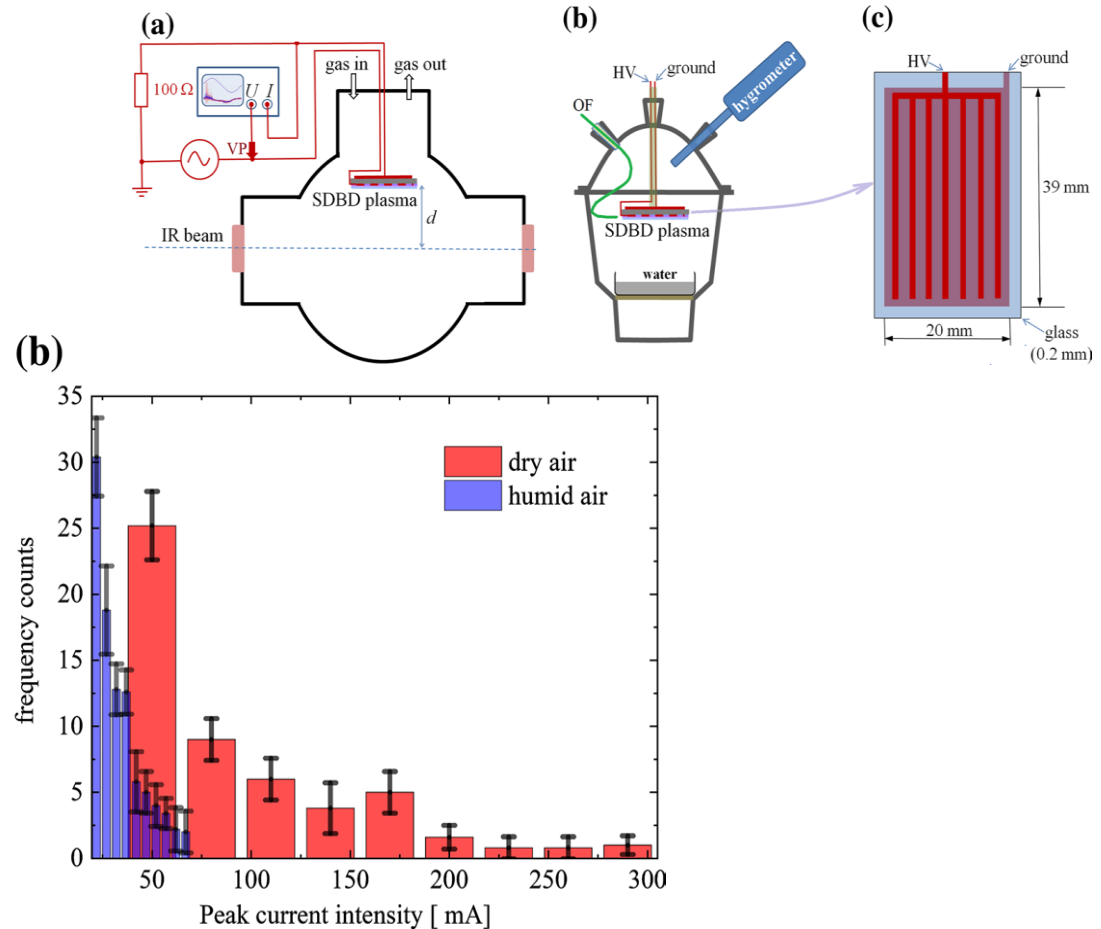 (a)
gas in
gas out
100 Ω
U I
VP
SDBD plasma
d
IR beam
(b)
HV
ground
OF
hygrometer
SDBD plasma
water
(c)
HV
ground
39 mm
20 mm
glass
(0.2 mm)
(b)
35
30
25
20
15
10
5
0
frequency counts
dry air
humid air
50 100 150 200 250 300
Peak current intensity [ mA]